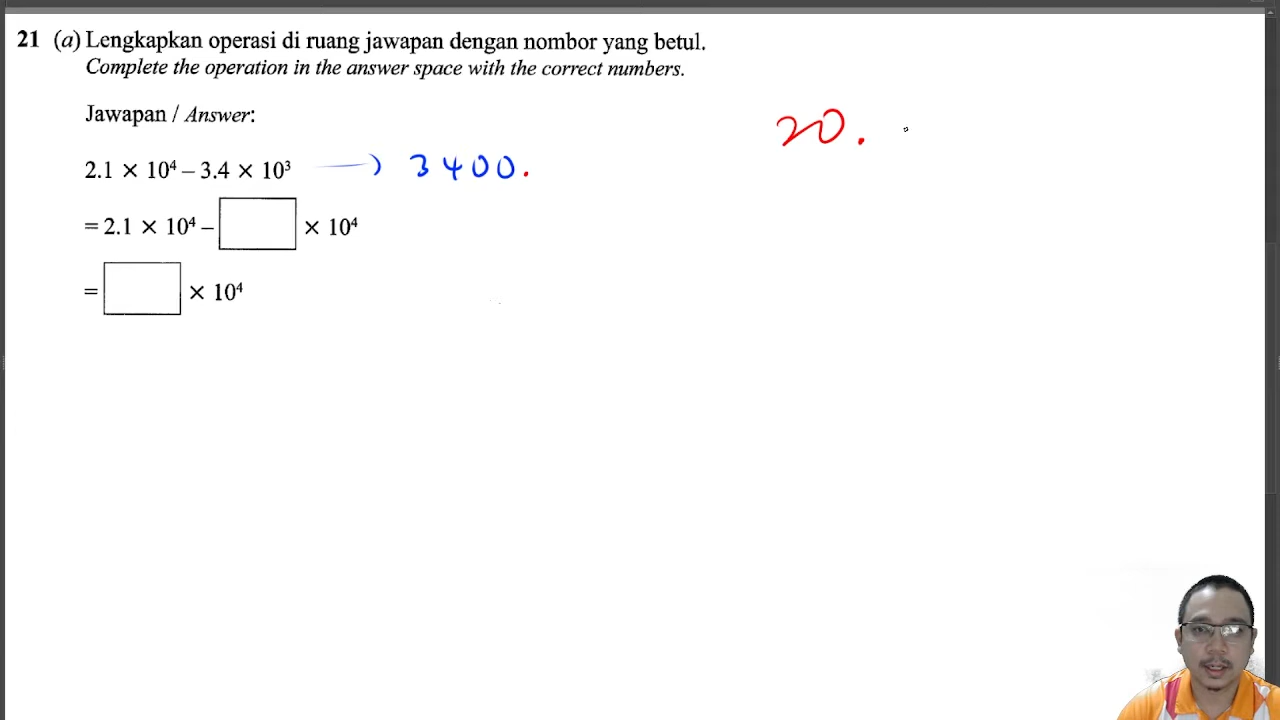 21 (a) Lengkapkan operasi di ruang jawapan dengan nombor yang betul.
Complete the operation in the answer space with the correct numbers.
20.
Jawapan / Answer:
2.1 × 10⁴ – 3.4 × 10³ → 3400.
= 2.1 × 10⁴ – × 10⁴
= × 10⁴